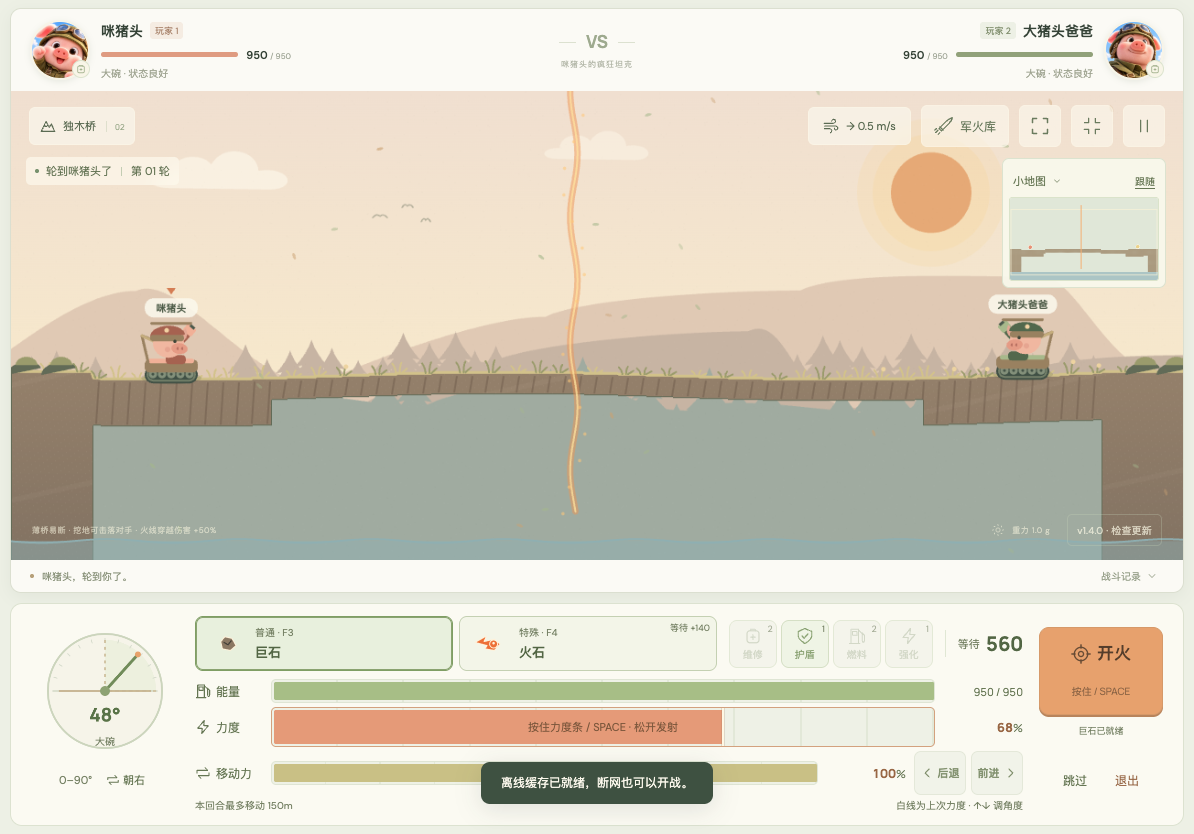 咪猪头 玩家 1
950 / 950
大碗 · 状态良好
VS
咪猪头的疯狂坦克
玩家 2 大猪头爸爸
950 / 950
大碗 · 状态良好
独木桥 02
→ 0.5 m/s
军火库
轮到咪猪头了 第 01 轮
小地图
跟随
咪猪头
大猪头爸爸
薄桥易断 · 挖地可击落对手 · 火线穿越伤害 +50%
重力 1.0 g
v1.4.0 · 检查更新
咪猪头，轮到你了。
战斗记录
48°
大碗
0–90° 朝右
普通 · F3
巨石
特殊 · F4
火石
等待 +140
2
维修
1
护盾
2
燃料
1
强化
等待 560
能量
950 / 950
力度
按住力度条 / SPACE · 松开发射
68%
移动力
100%
后退
前进
本回合最多移动 150m
白线为上次力度 · ↑↓ 调角度
开火
按住 / SPACE
巨石已就绪
跳过
退出
离线缓存已就绪，断网也可以开战。